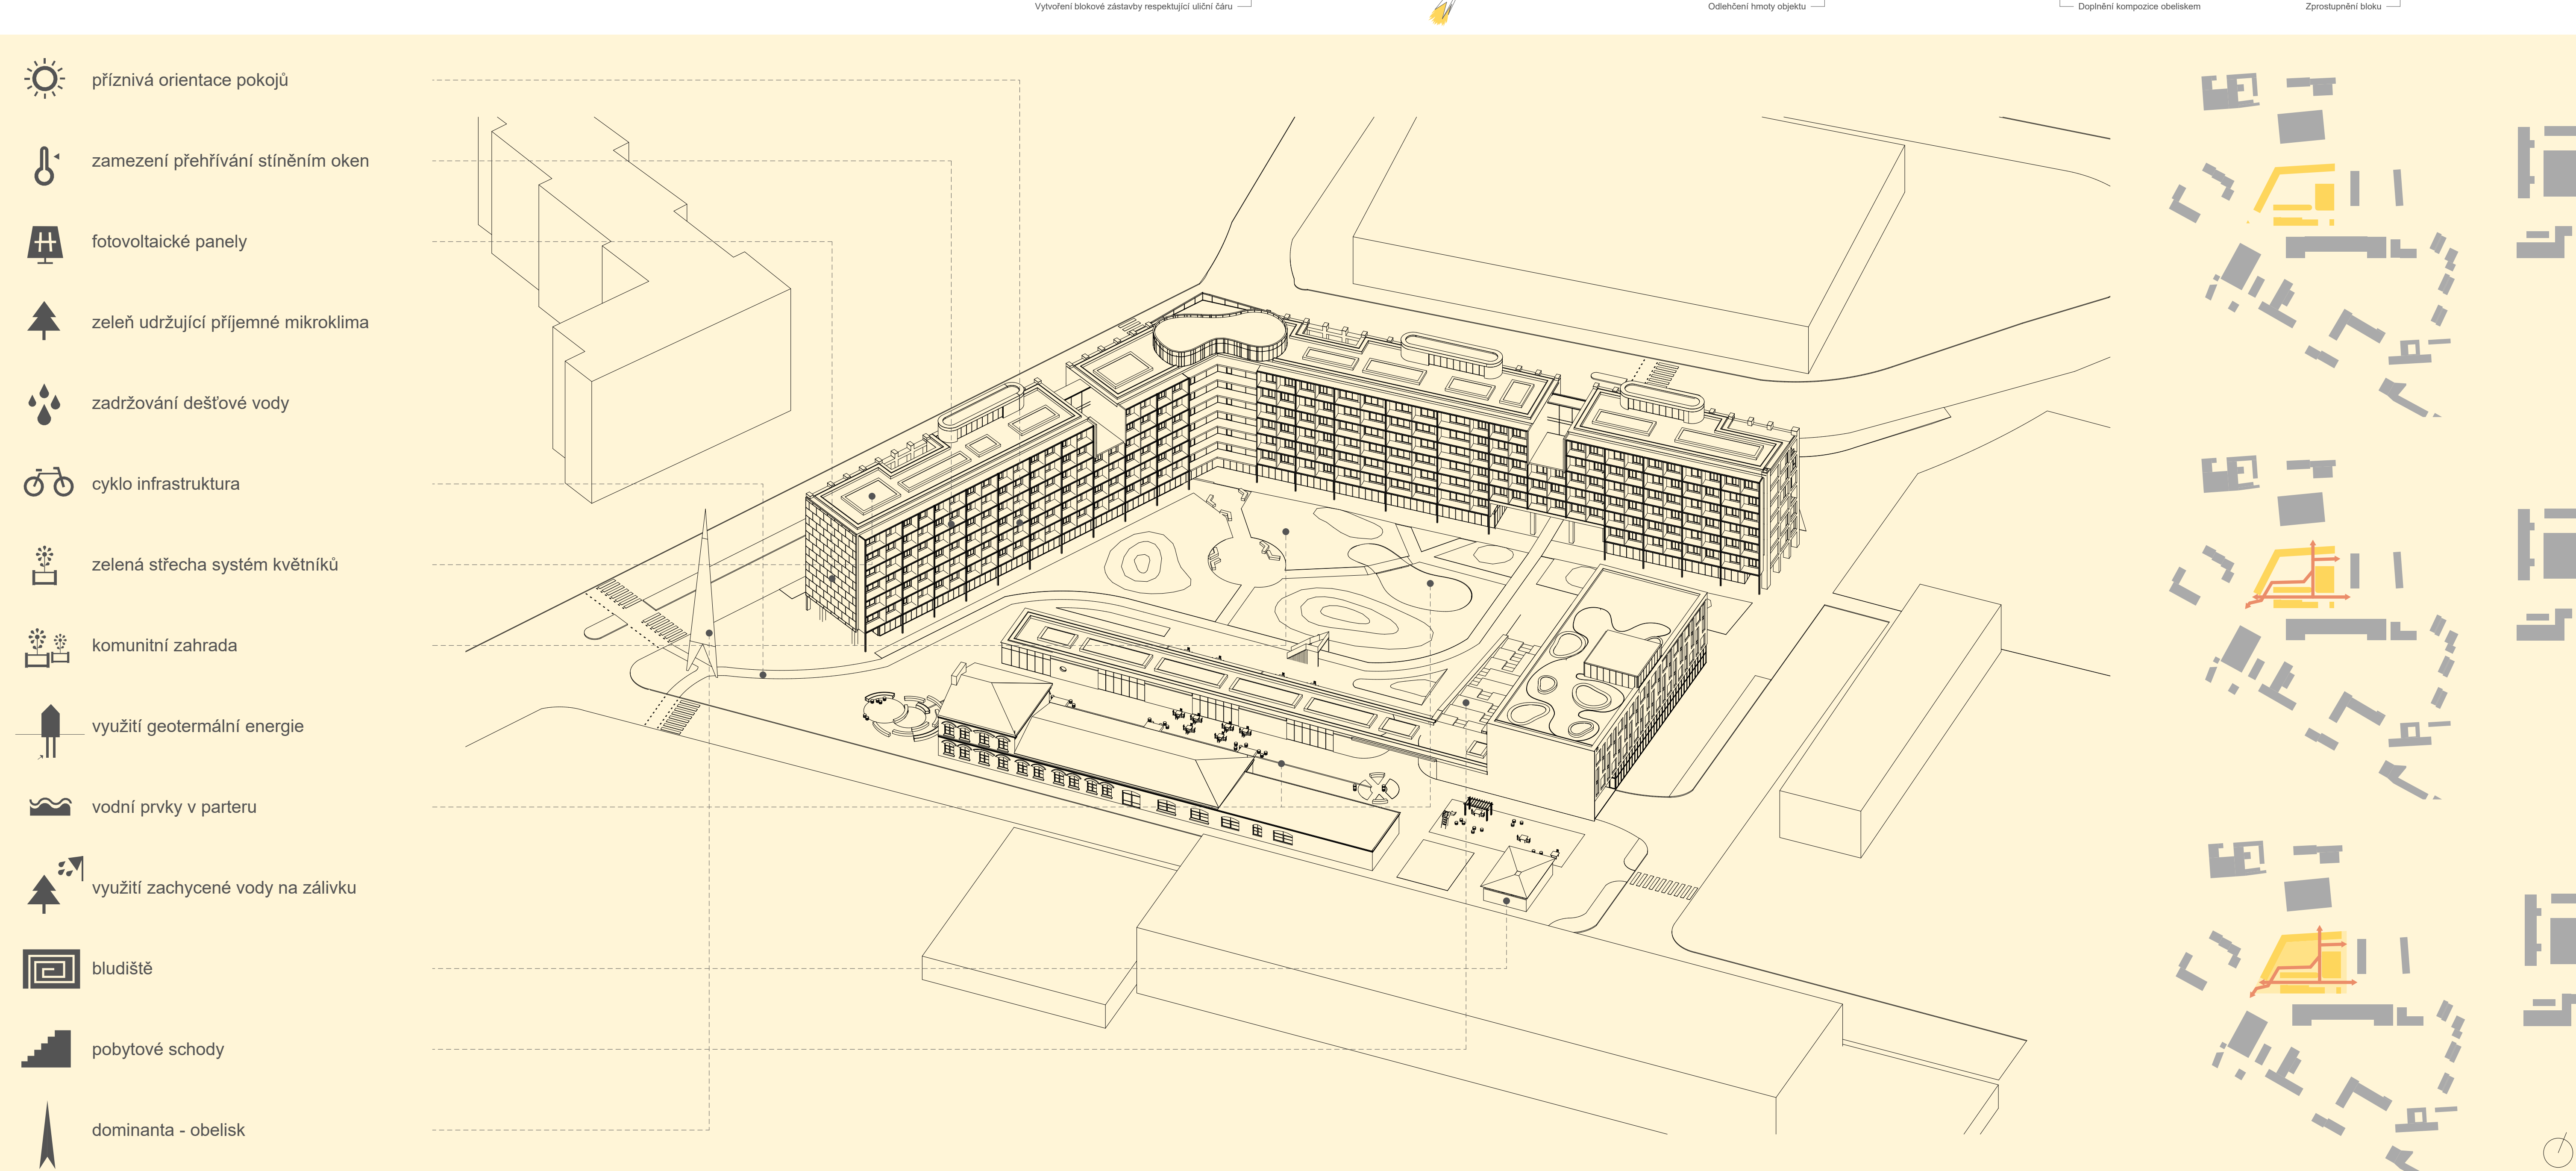 Vytvoření blokové zástavby respektující uliční čáru
Odlehčení hmoty objektu
Doplnění kompozice obeliskem
Zprostupnění bloku
příznivá orientace pokojů
zamezení přehřívání stíněním oken
fotovoltaické panely
zeleň udržující příjemné mikroklima
zadržování dešťové vody
cyklo infrastruktura
zelená střecha systém květníků
komunitní zahrada
využití geotermální energie
vodní prvky v parteru
využití zachycené vody na zálivku
bludiště
pobytové schody
dominanta - obelisk